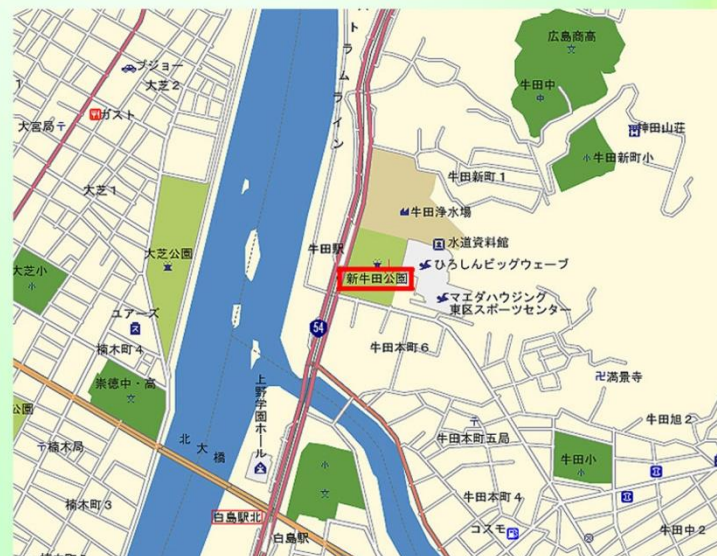 トラムライン
広島商高
プジョー
大芝2
牛田中
ガスト
大宮局
神田山荘
牛田新町小
大芝1
牛田新町1
牛田浄水場
水道資料館
牛田駅
大芝公園
ひろしんビッグウェーブ
大芝小
新牛田公園
マエダハウジング
東区スポーツセンター
ユアーズ
54
楠木町4
牛田本町6
満景寺
崇徳中・高
上野学園ホール
公園
牛田旭2
北大橋
牛田本町五局
楠木局
牛田小
楠木町3
牛田本町4
白島駅北
コスモ
白島駅
牛田中2